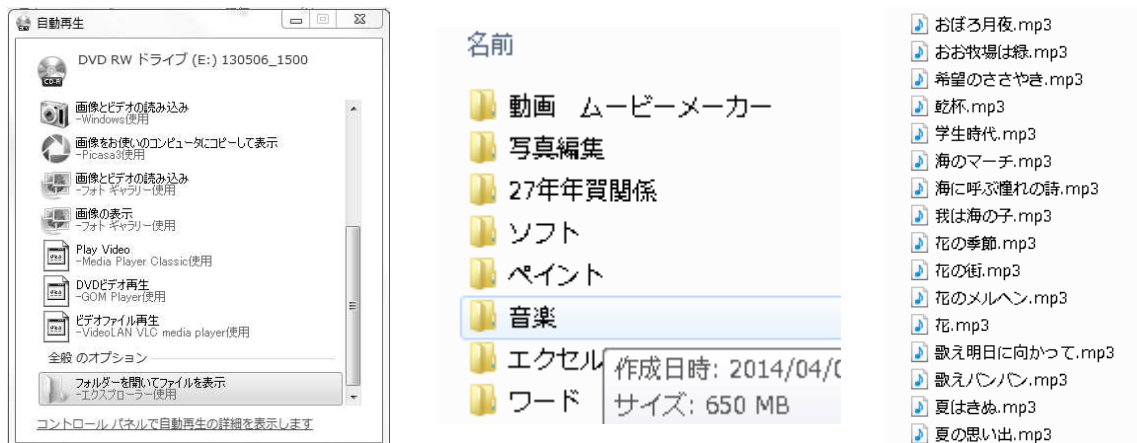 自動再生
DVD RW ドライブ (E:) 130506_1500
CD-R
画像とビデオの読み込み
-Windows使用
画像をお使いのコンピュータにコピーして表示
-Picasa3使用
画像とビデオの読み込み
-フォト ギャラリー使用
画像の表示
-フォト ギャラリー使用
Play Video
-Media Player Classic使用
DVDビデオ再生
-GOM Player使用
ビデオファイル再生
-VideoLAN VLC media player使用
全般 のオプション
フォルダーを開いてファイルを表示
-エクスプローラー使用
コントロール パネルで自動再生の詳細を表示します
名前
動画　ムービーメーカー
写真編集
27年年賀関係
ソフト
ペイント
音楽
エクセル
ワード
作成日時: 2014/04/0
サイズ: 650 MB
おぼろ月夜.mp3
おお牧場は緑.mp3
希望のささやき.mp3
乾杯.mp3
学生時代.mp3
海のマーチ.mp3
海に呼ぶ憧れの詩.mp3
我は海の子.mp3
花の季節.mp3
花の街.mp3
花のメルヘン.mp3
花.mp3
歌え明日に向かって.mp3
歌えバンバン.mp3
夏はきぬ.mp3
夏の思い出.mp3